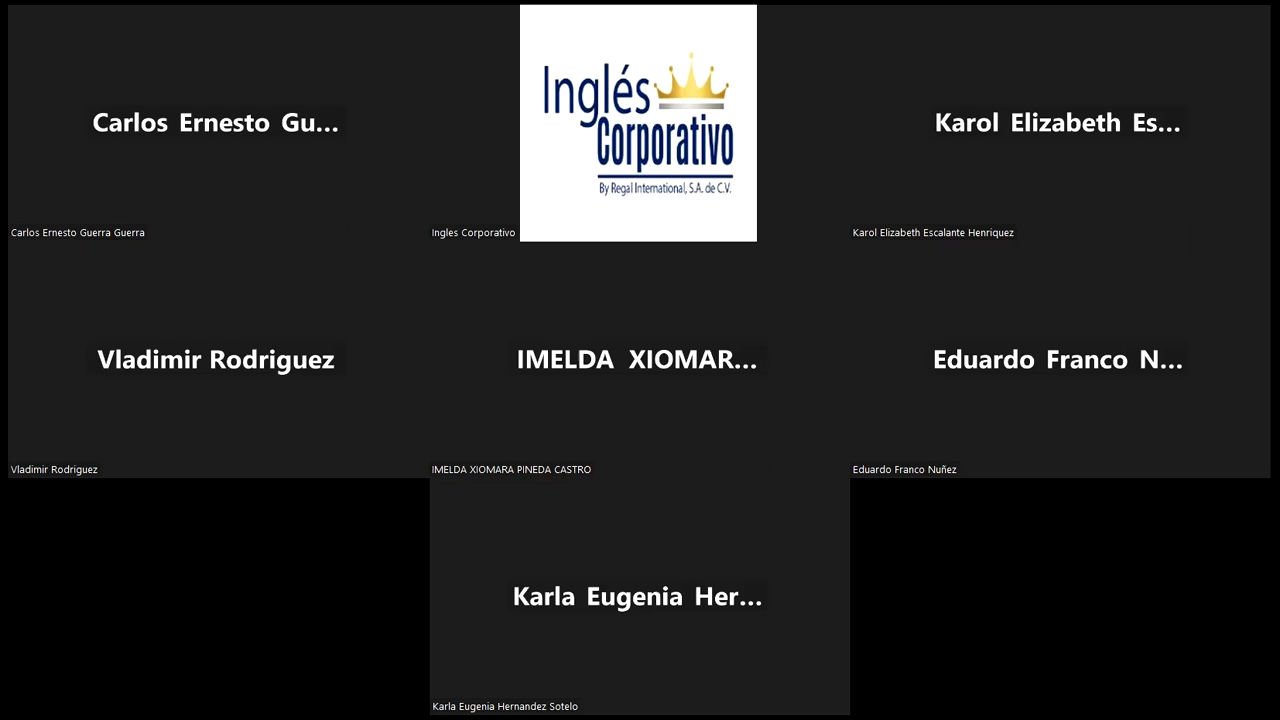 Carlos Ernesto Gu...
Carlos Ernesto Guerra Guerra
Inglés
Corporativo
By Regal International, S.A. de C.V.
Ingles Corporativo
Karol Elizabeth Es...
Karol Elizabeth Escalante Henriquez
Vladimir Rodriguez
Vladimir Rodriguez
IMELDA XIOMAR...
IMELDA XIOMARA PINEDA CASTRO
Eduardo Franco N...
Eduardo Franco Nuñez
Karla Eugenia Her...
Karla Eugenia Hernandez Sotelo